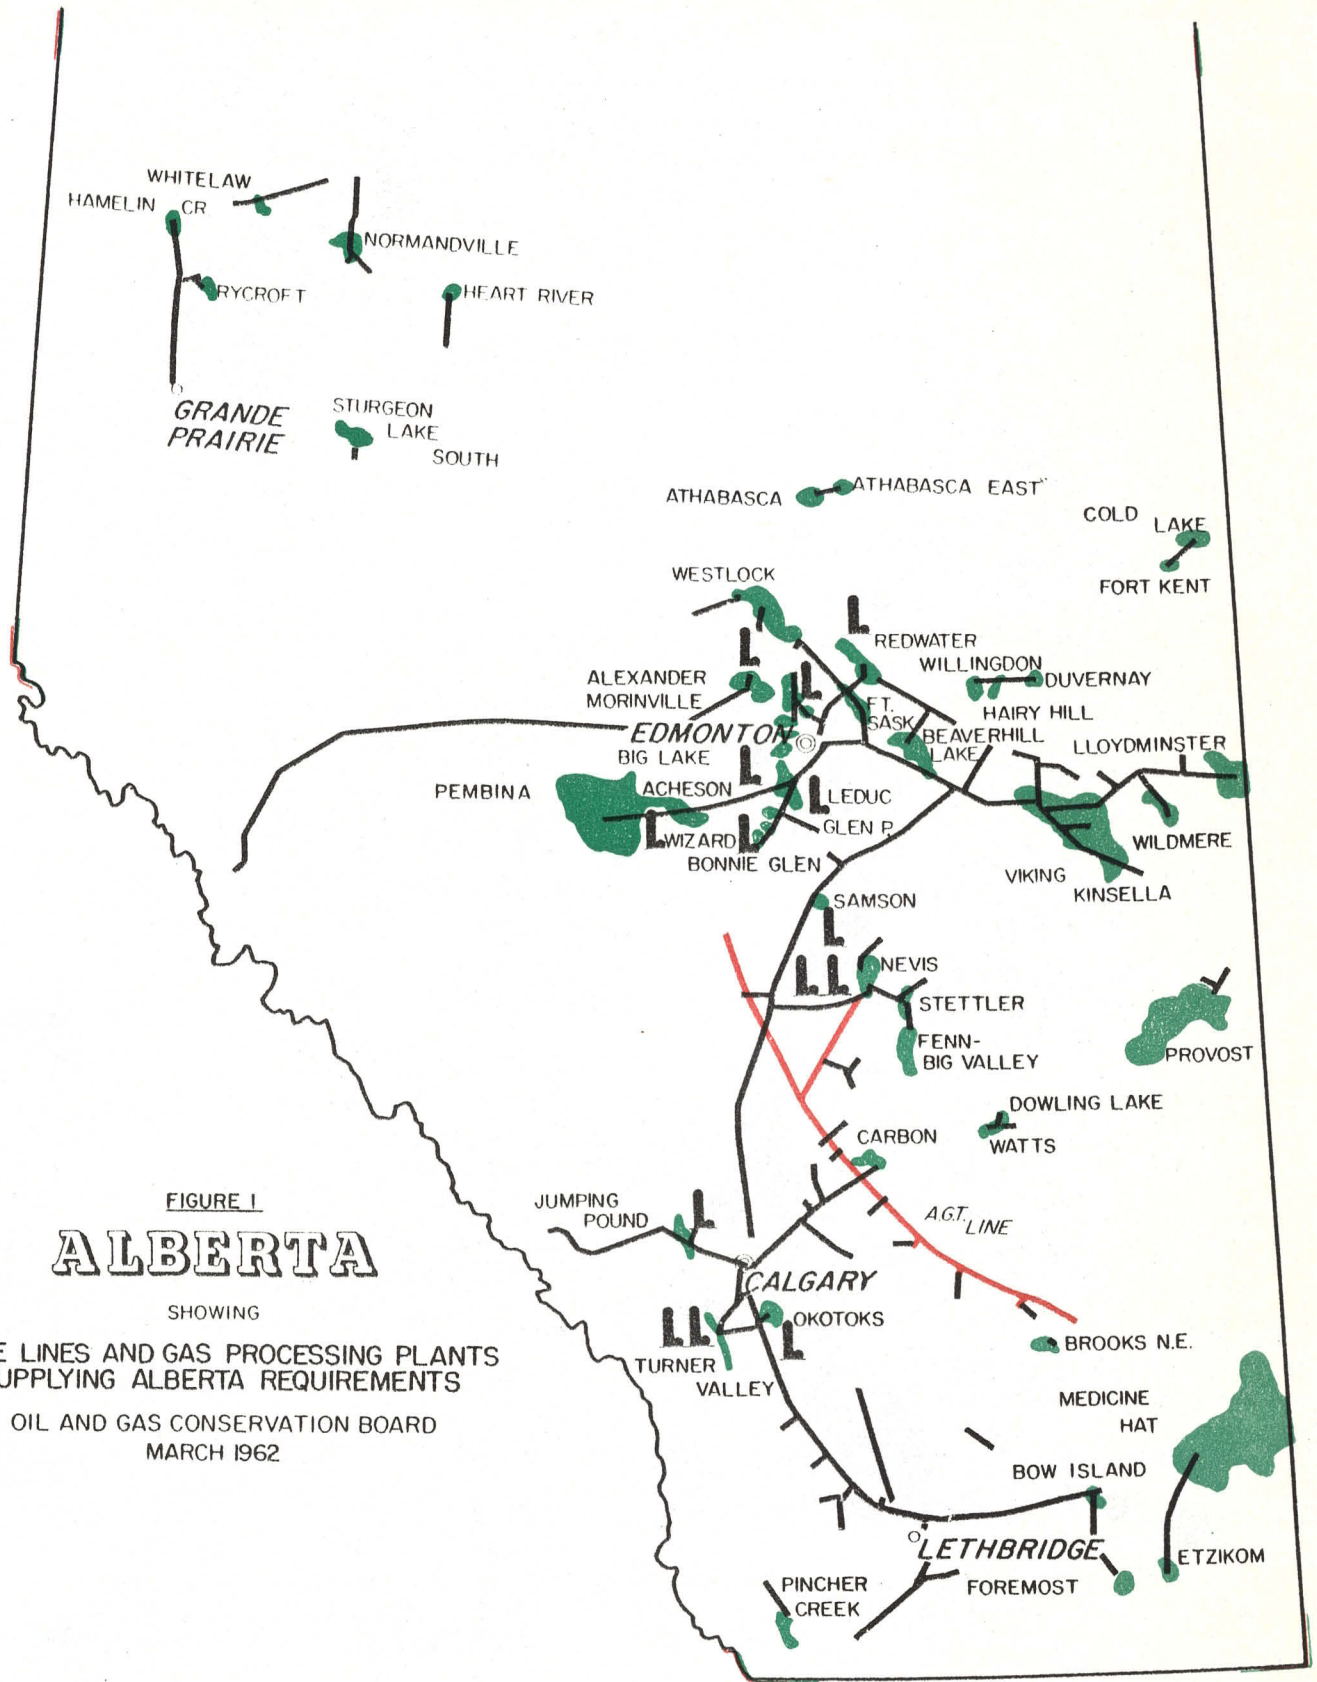 WHITELAW
HAMELIN CR
NORMANDVILLE
RYCROFT
HEART RIVER
GRANDE
PRAIRIE
STURGEON
LAKE
SOUTH
ATHABASCA
ATHABASCA EAST
COLD LAKE
FORT KENT
WESTLOCK
REDWATER
WILLINGDON
DUVERNAY
ALEXANDER
MORINVILLE
HAIRY HILL
FT.
SASK
EDMONTON
BEAVERHILL
LAKE
LLOYDMINSTER
BIG LAKE
PEMBINA
ACHESON
LEDUC
GLEN P.
WIZARD
BONNIE GLEN
WILDMERE
VIKING
KINSELLA
SAMSON
NEVIS
STETTLER
FENN-
BIG VALLEY
PROVOST
DOWLING LAKE
WATTS
CARBON
JUMPING
POUND
A.G.T. LINE
CALGARY
OKOTOKS
TURNER
VALLEY
BROOKS N.E.
MEDICINE
HAT
BOW ISLAND
LETHBRIDGE
ETZIKOM
FOREMOST
PINCHER
CREEK
FIGURE I
ALBERTA
SHOWING
E LINES AND GAS PROCESSING PLANTS
UPPLYING ALBERTA REQUIREMENTS
OIL AND GAS CONSERVATION BOARD
MARCH 1962